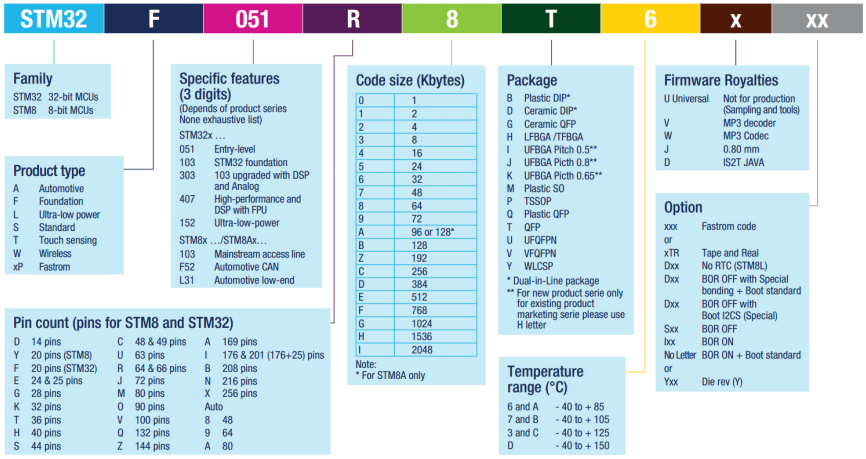 STM32 F 051 R 8 T 6 x xx
Family
STM32 32-bit MCUs
STM8 8-bit MCUs
Product type
A Automotive
F Foundation
L Ultra-low power
S Standard
T Touch sensing
W Wireless
xP Fastrom
Specific features
(3 digits)
(Depends of product series
None exhaustive list)
STM32x ...
051 Entry-level
103 STM32 foundation
303 103 upgraded with DSP
and Analog
407 High-performance and
DSP with FPU
152 Ultra-low-power
STM8x .../STM8Ax...
103 Mainstream access line
F52 Automotive CAN
L31 Automotive low-end
Pin count (pins for STM8 and STM32)
D 14 pins C 48 & 49 pins A 169 pins
Y 20 pins (STM8) U 63 pins I 176 & 201 (176+25) pins
F 20 pins (STM32) R 64 & 66 pins B 208 pins
E 24 & 25 pins J 72 pins N 216 pins
G 28 pins M 80 pins X 256 pins
K 32 pins O 90 pins Auto
T 36 pins V 100 pins 8 48
H 40 pins Q 132 pins 9 64
S 44 pins Z 144 pins A 80
Code size (Kbytes)
0 1
1 2
2 4
3 8
4 16
5 24
6 32
7 48
8 64
9 72
A 96 or 128*
B 128
Z 192
C 256
D 384
E 512
F 768
G 1024
H 1536
I 2048
Note:
* For STM8A only
Package
B Plastic DIP*
D Ceramic DIP*
G Ceramic QFP
H LFBGA /TFBGA
I UFBGA Pitch 0.5**
J UFBGA Picth 0.8**
K UFBGA Picth 0.65**
M Plastic SO
P TSSOP
Q Plastic QFP
T QFP
U UFQFPN
V VFQFPN
Y WLCSP
* Dual-in-Line package
** For new product serie only
for existing product
marketing serie please use
H letter
Temperature
range (°C)
6 and A - 40 to + 85
7 and B - 40 to + 105
3 and C - 40 to + 125
D - 40 to + 150
Firmware Royalties
U Universal Not for production
(Sampling and tools)
V MP3 decoder
W MP3 Codec
J 0.80 mm
D IS2T JAVA
Option
xxx Fastrom code
or
xTR Tape and Real
Dxx No RTC (STM8L)
Dxx BOR OFF with Special
bonding + Boot standard
Dxx BOR OFF with
Boot I2CS (Special)
Sxx BOR OFF
Ixx BOR ON
No Letter BOR ON + Boot standard
or
Yxx Die rev (Y)